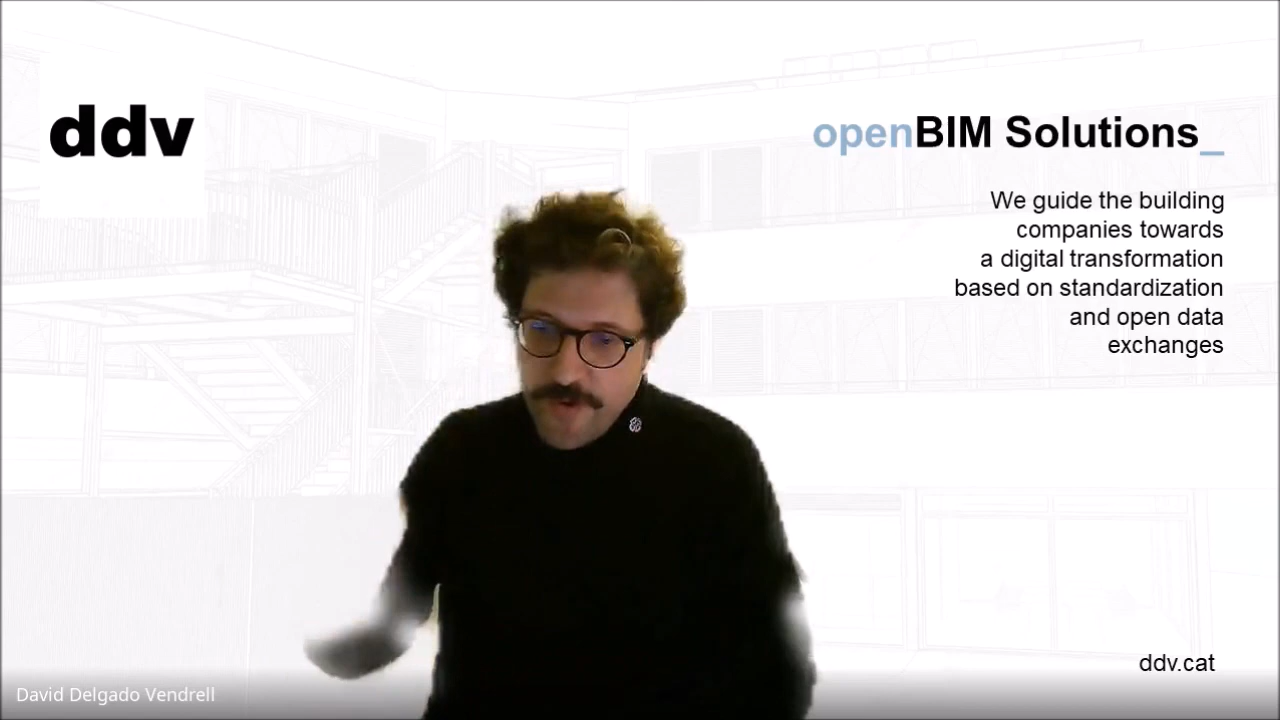 ddv
openBIM Solutions_
We guide the building
companies towards
a digital transformation
based on standardization
and open data
exchanges
ddv.cat
David Delgado Vendrell